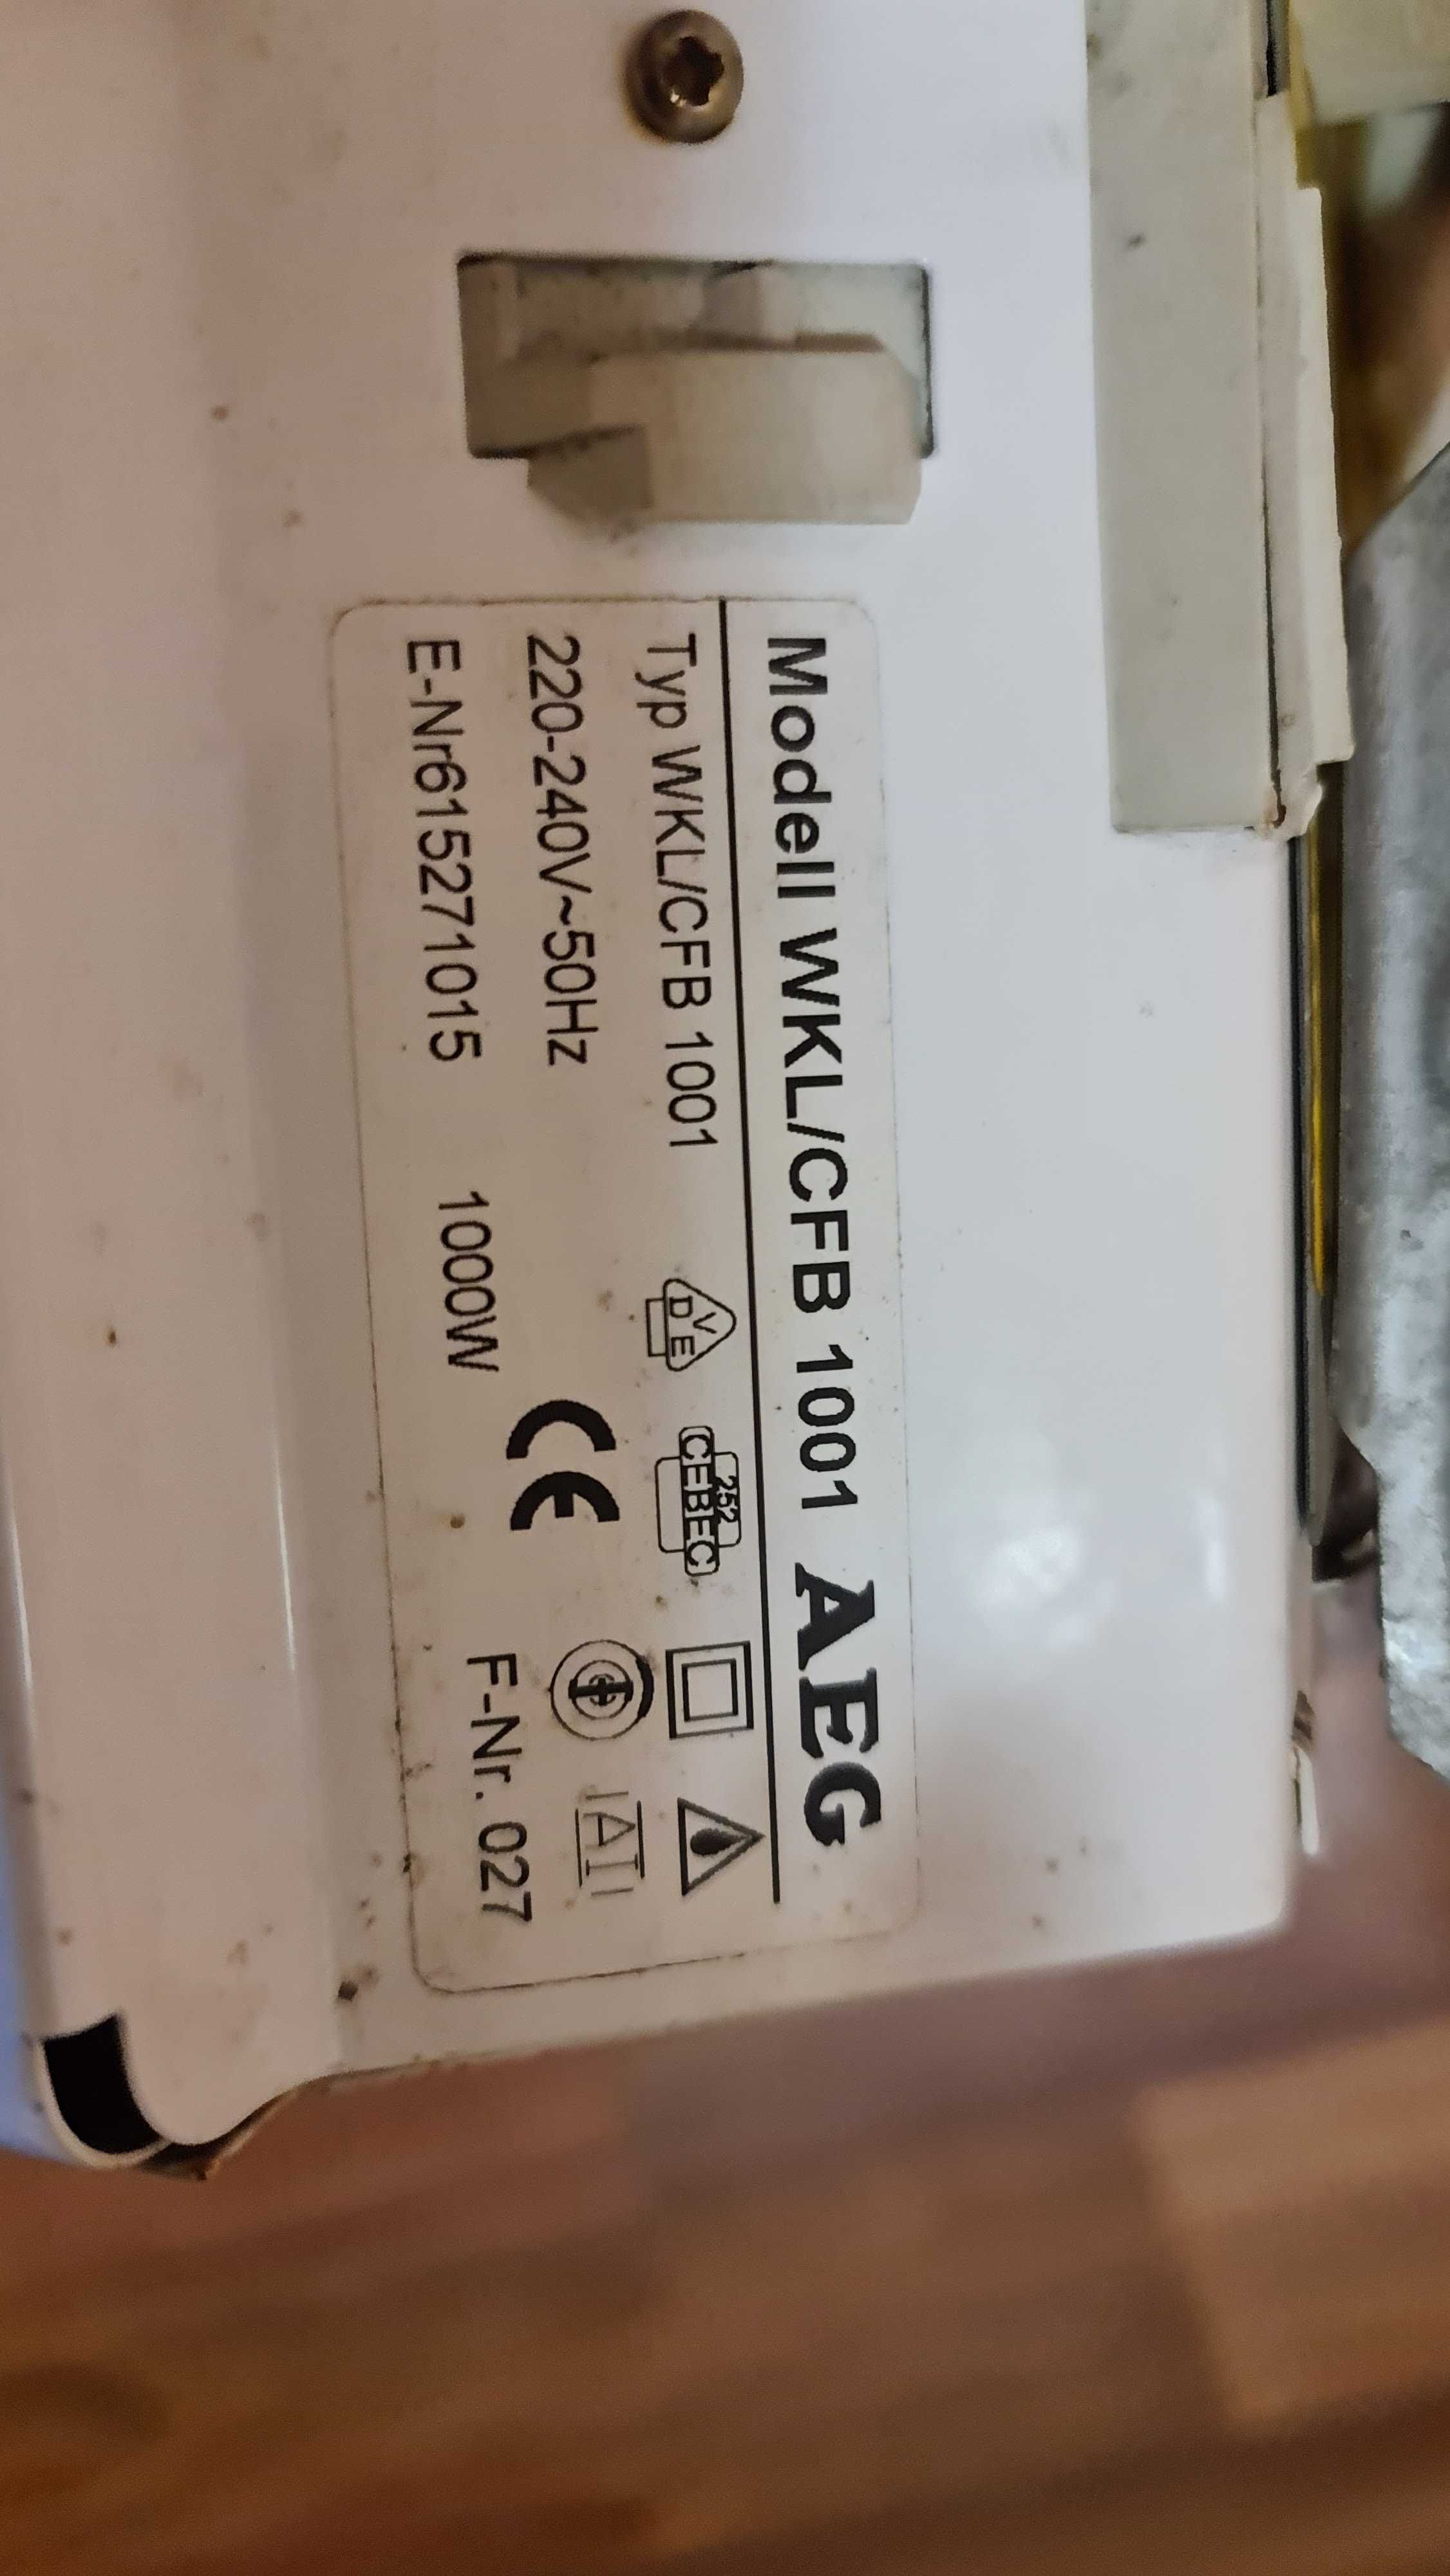 Modell WKL/CFB 1001 AEG
Typ WKL/CFB 1001 VDE 252 CEBEC
220-240V~50Hz CE
E-Nr615271015 1000W F-Nr. 027